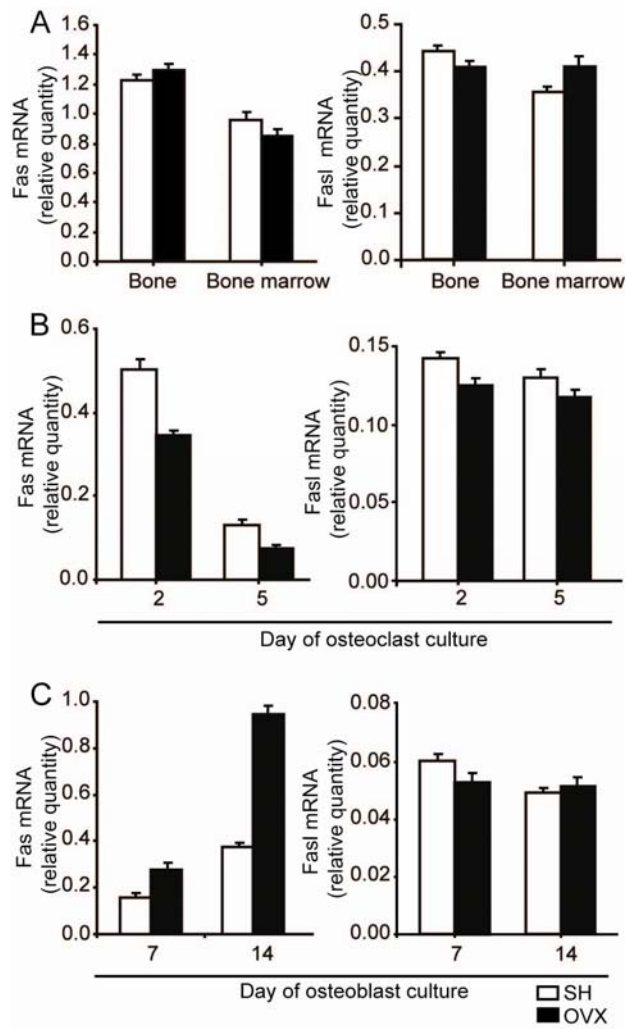 A
Fas mRNA
(relative quantity)
1.6
1.4
1.2
1.0
0.8
0.6
0.4
0.2
0.0
Bone
Bone marrow
Fasl mRNA
(relative quantity)
0.5
0.4
0.3
0.2
0.1
0.0
Bone
Bone marrow
B
Fas mRNA
(relative quantity)
0.6
0.4
0.2
0.0
2
5
Fasl mRNA
(relative quantity)
0.15
0.10
0.05
0.00
2
5
Day of osteoclast culture
C
Fas mRNA
(relative quantity)
1.0
0.8
0.6
0.4
0.2
0.0
7
14
Fasl mRNA
(relative quantity)
0.08
0.06
0.04
0.02
0.00
7
14
Day of osteoblast culture
SH
OVX